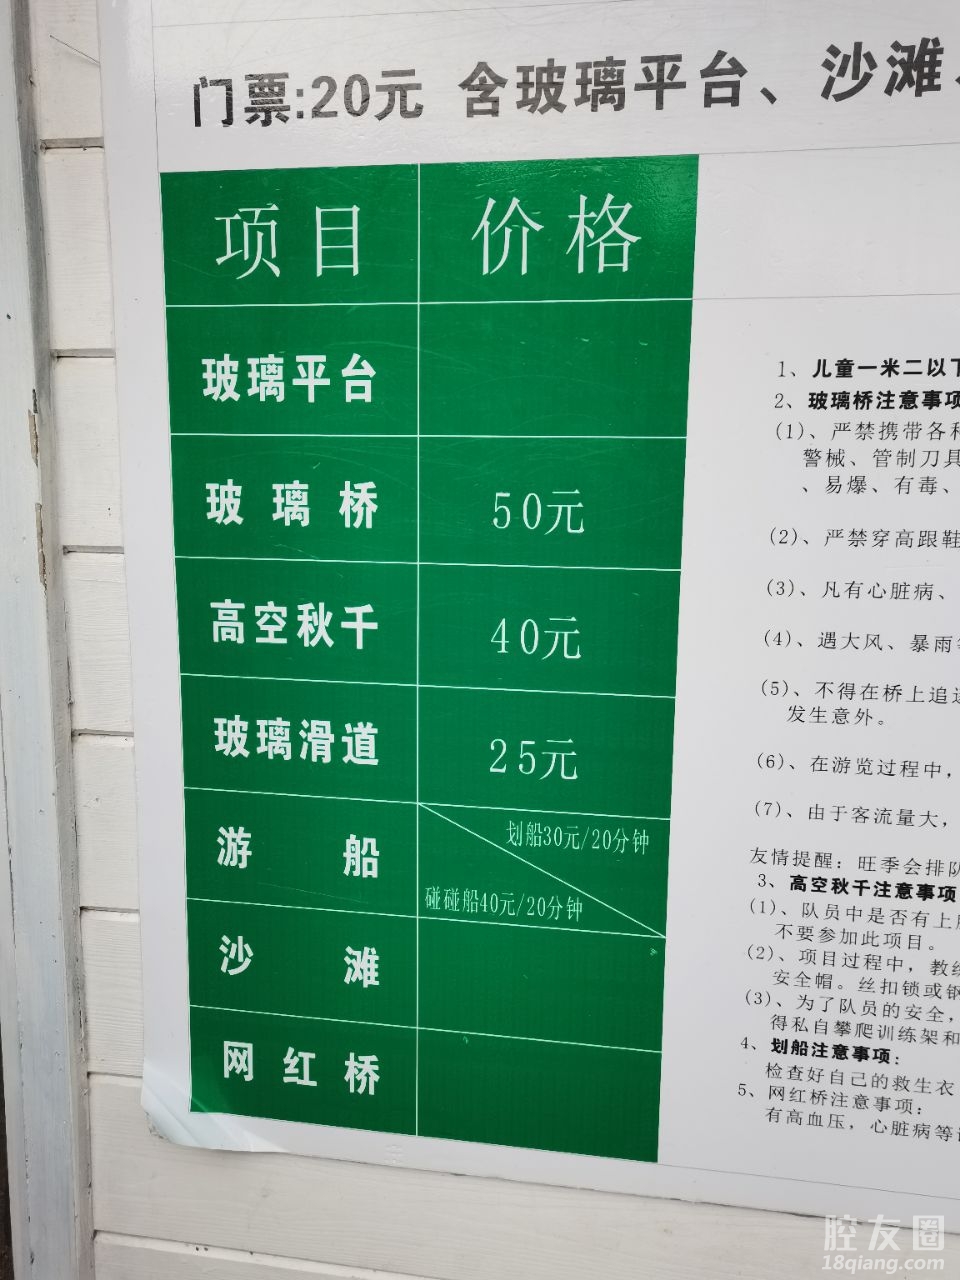 门票:20元 含玻璃平台、沙滩、
项目 价格
玻璃平台
玻璃桥 50元
高空秋千 40元
玻璃滑道 25元
游船 划船30元/20分钟
碰碰船40元/20分钟
沙滩
网红桥
1、儿童一米二以下
2、玻璃桥注意事项
(1)、严禁携带各种
警械、管制刀具
、易爆、有毒、
(2)、严禁穿高跟鞋
(3)、凡有心脏病、
(4)、遇大风、暴雨等
(5)、不得在桥上追逐
发生意外。
(6)、在游览过程中，
(7)、由于客流量大，
友情提醒：旺季会排队
3、高空秋千注意事项
(1)、队员中是否有上
不要参加此项目。
(2)、项目过程中，教练
安全帽。丝扣锁或钢
(3)、为了队员的安全，
得私自攀爬训练架和
4、划船注意事项：
检查好自己的救生衣
5、网红桥注意事项：
有高血压，心脏病等
腔友圈
18qiang.com